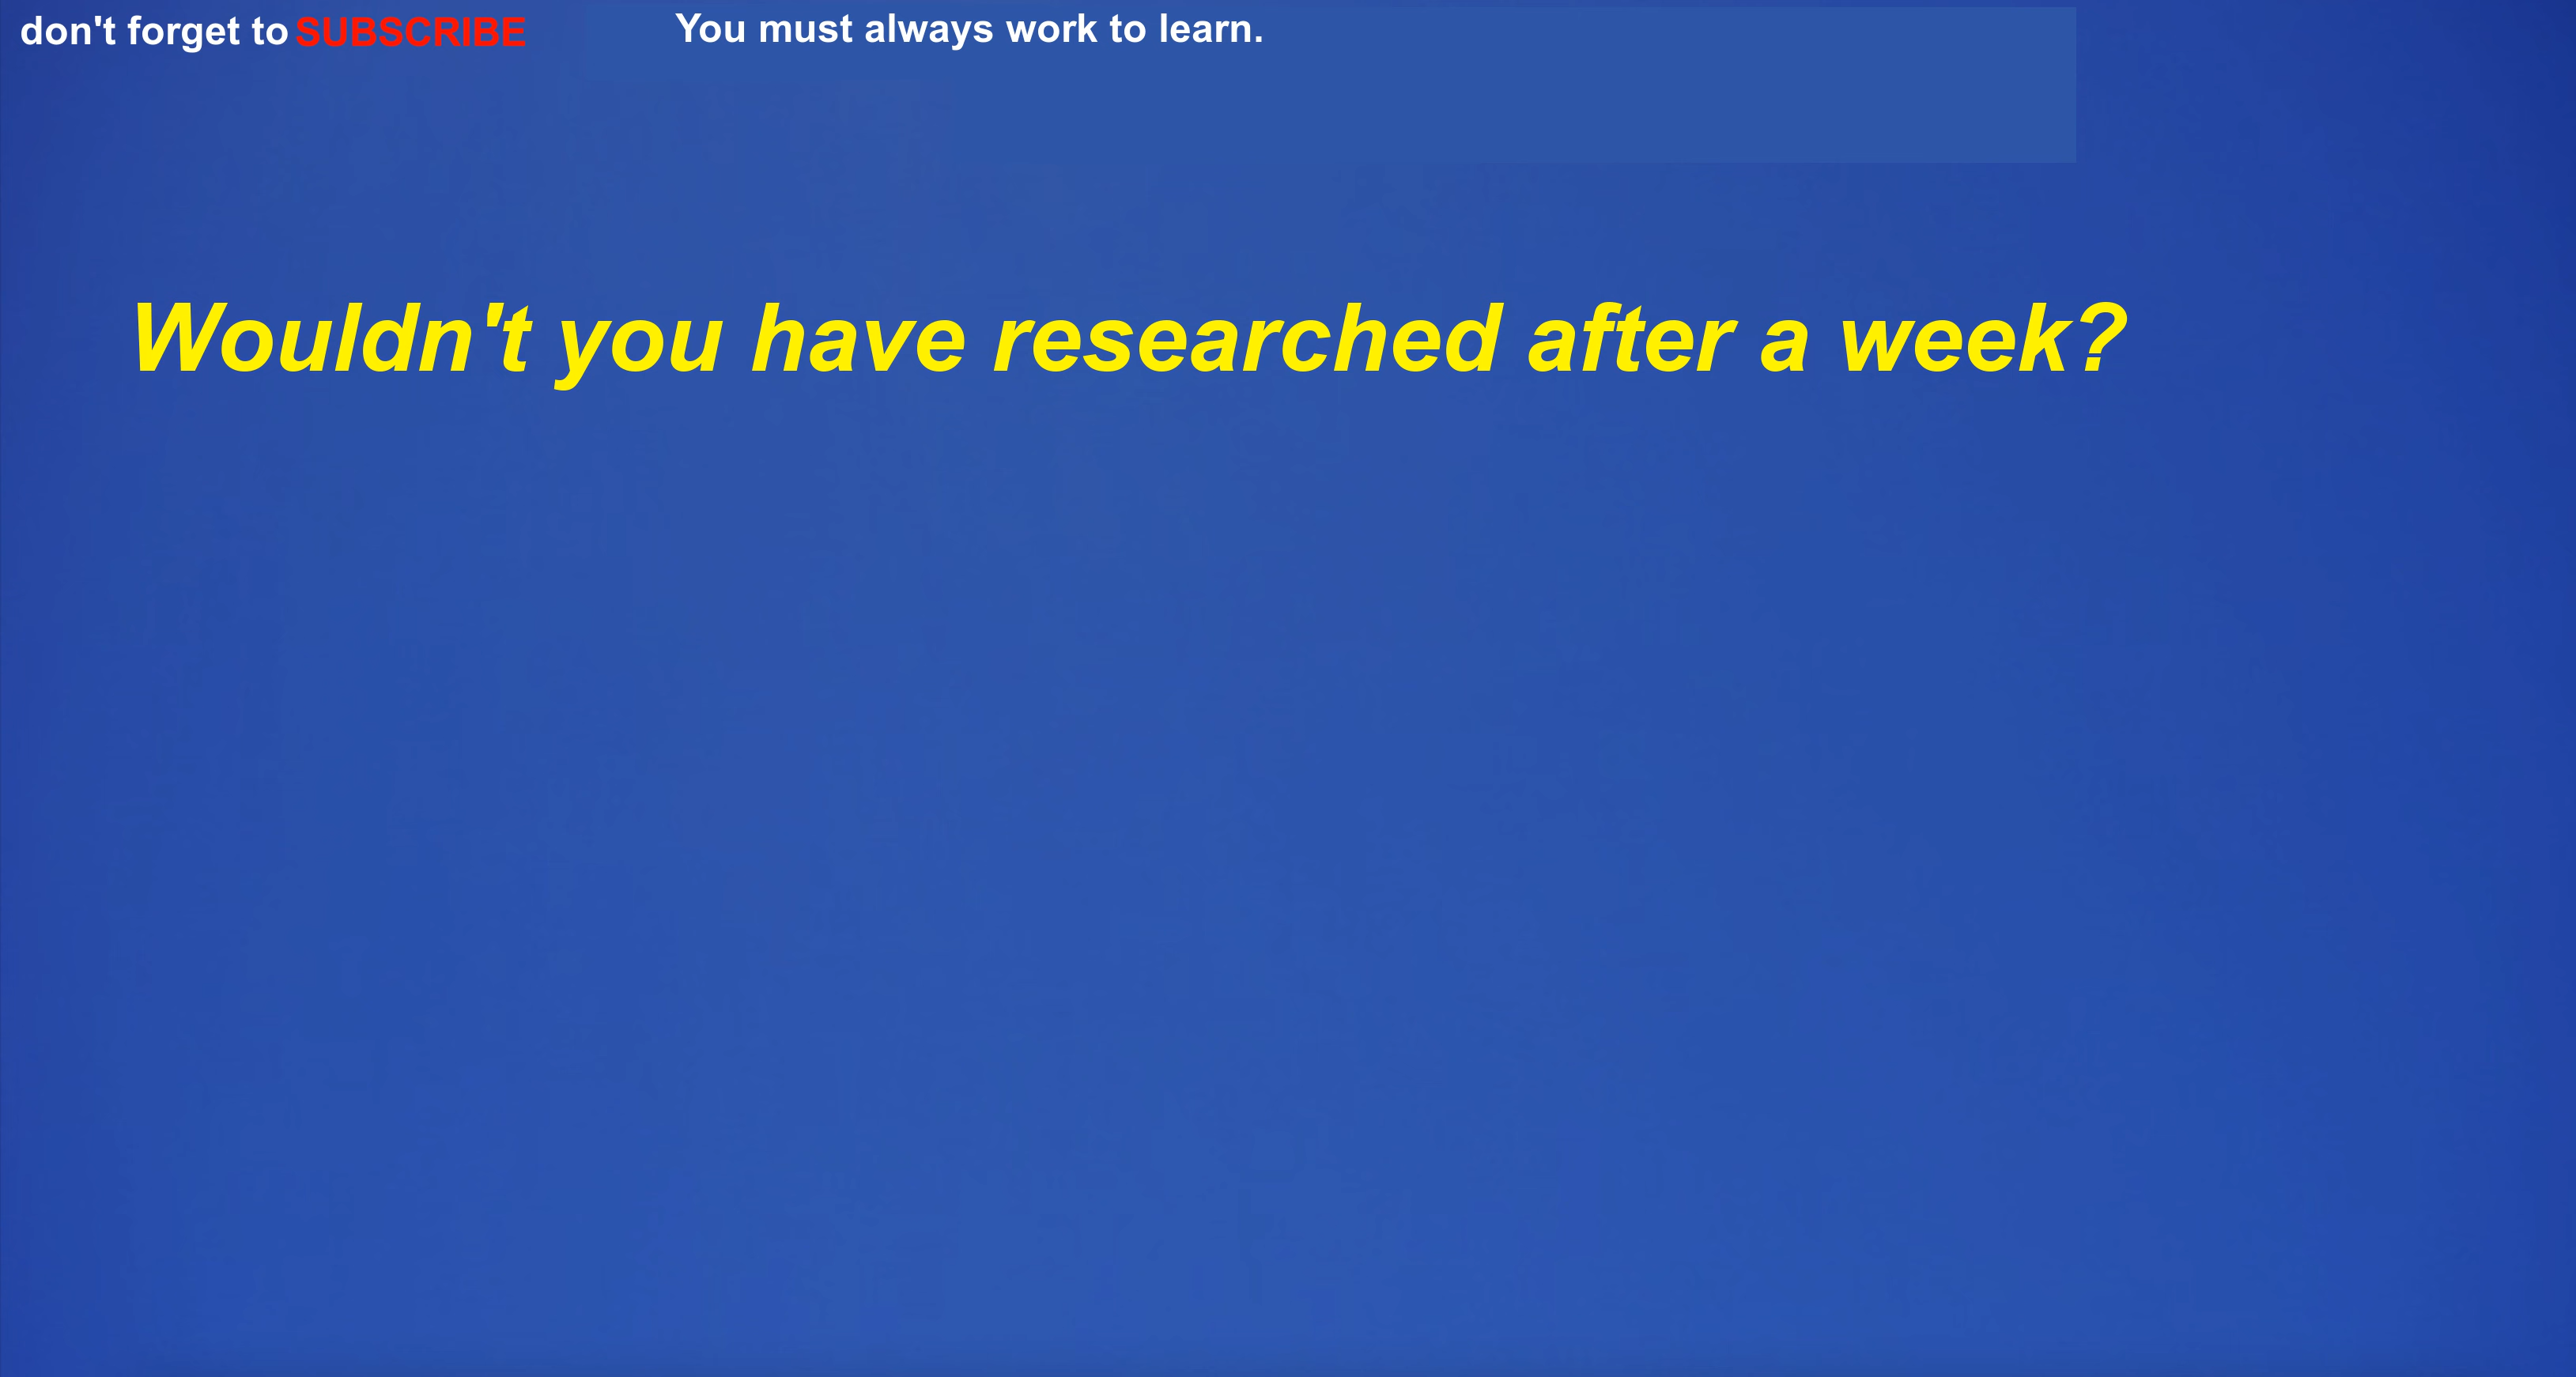 don't forget to SUBSCRIBE
You must always work to learn.
Wouldn't you have researched after a week?